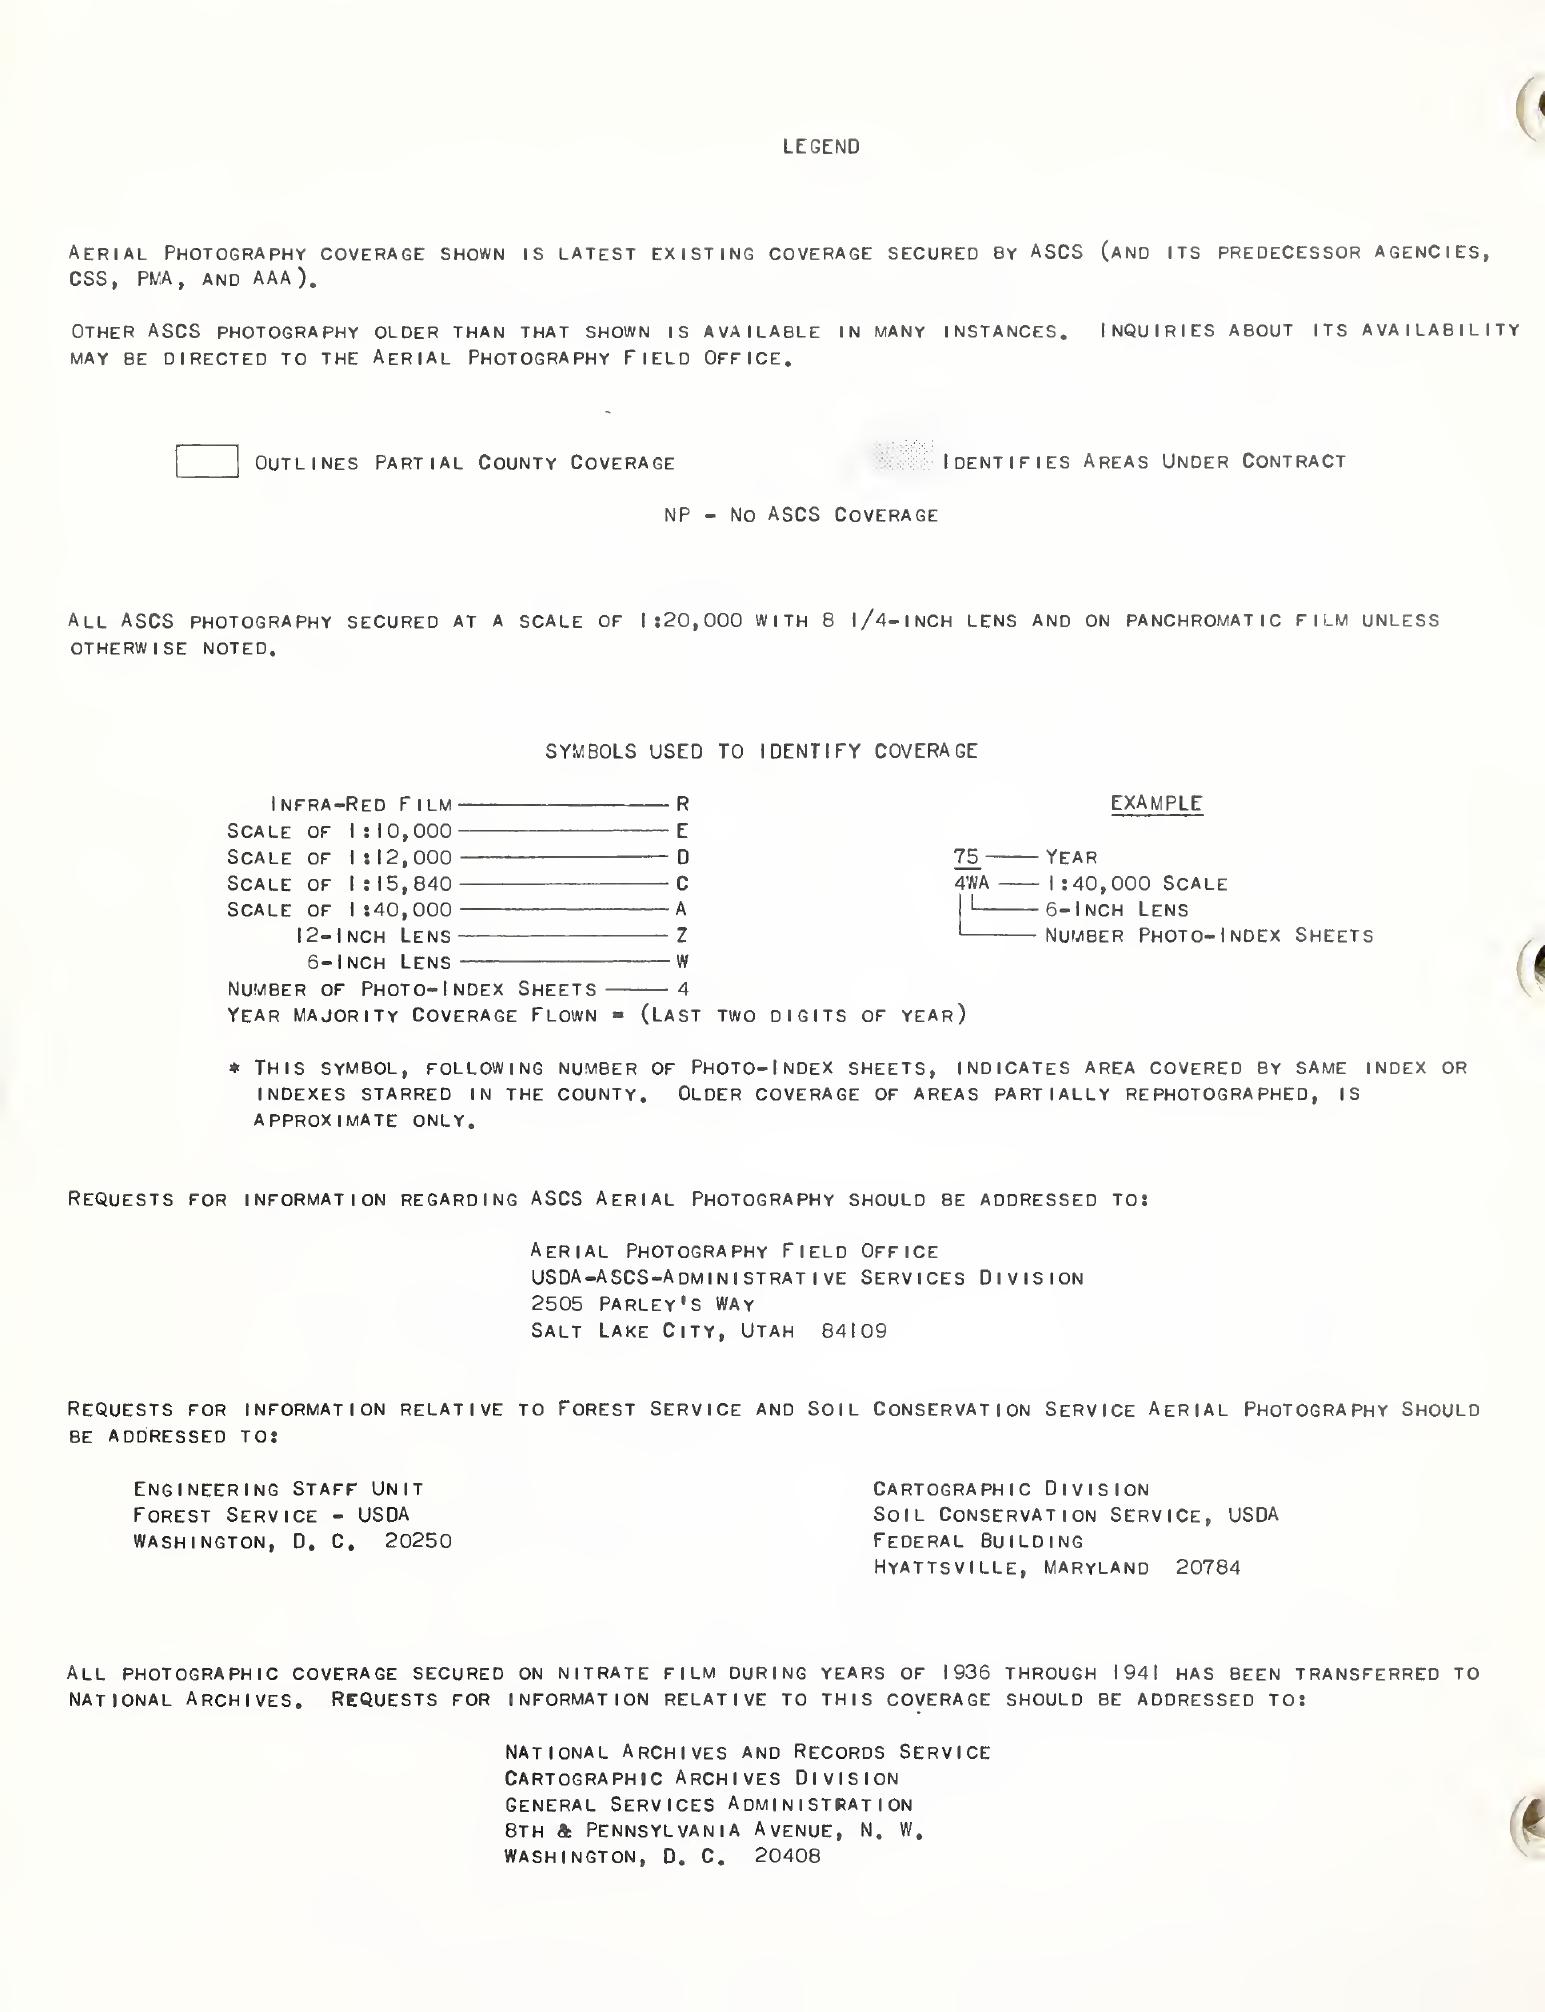 LEGEND
AERIAL PHOTOGRAPHY COVERAGE SHOWN IS LATEST EXISTING COVERAGE SECURED BY ASCS (AND ITS PREDECESSOR AGENCIES,
CSS, PMA, AND AAA).
OTHER ASCS PHOTOGRAPHY OLDER THAN THAT SHOWN IS AVAILABLE IN MANY INSTANCES. INQUIRIES ABOUT ITS AVAILABILITY
MAY BE DIRECTED TO THE AERIAL PHOTOGRAPHY FIELD OFFICE.
OUTLINES PARTIAL COUNTY COVERAGE
IDENTIFIES AREAS UNDER CONTRACT
NP - NO ASCS COVERAGE
ALL ASCS PHOTOGRAPHY SECURED AT A SCALE OF 1:20,000 WITH 8 1/4-INCH LENS AND ON PANCHROMATIC FILM UNLESS
OTHERWISE NOTED.
SYMBOLS USED TO IDENTIFY COVERAGE
INFRA-RED FILM R
SCALE OF 1:10,000 E
SCALE OF 1:12,000 D
SCALE OF 1:15,840 C
SCALE OF 1:40,000 A
12-INCH LENS Z
6-INCH LENS W
NUMBER OF PHOTO-INDEX SHEETS 4
YEAR MAJORITY COVERAGE FLOWN = (LAST TWO DIGITS OF YEAR)
EXAMPLE
75 YEAR
4WA 1:40,000 SCALE
6-INCH LENS
NUMBER PHOTO-INDEX SHEETS
* THIS SYMBOL, FOLLOWING NUMBER OF PHOTO-INDEX SHEETS, INDICATES AREA COVERED BY SAME INDEX OR
INDEXES STARRED IN THE COUNTY. OLDER COVERAGE OF AREAS PARTIALLY REPHOTOGRAPHED, IS
APPROXIMATE ONLY.
REQUESTS FOR INFORMATION REGARDING ASCS AERIAL PHOTOGRAPHY SHOULD BE ADDRESSED TO:
AERIAL PHOTOGRAPHY FIELD OFFICE
USDA-ASCS-ADMINISTRATIVE SERVICES DIVISION
2505 PARLEY'S WAY
SALT LAKE CITY, UTAH 84109
REQUESTS FOR INFORMATION RELATIVE TO FOREST SERVICE AND SOIL CONSERVATION SERVICE AERIAL PHOTOGRAPHY SHOULD
BE ADDRESSED TO:
ENGINEERING STAFF UNIT
FOREST SERVICE - USDA
WASHINGTON, D. C. 20250
CARTOGRAPHIC DIVISION
SOIL CONSERVATION SERVICE, USDA
FEDERAL BUILDING
HYATTSVILLE, MARYLAND 20784
ALL PHOTOGRAPHIC COVERAGE SECURED ON NITRATE FILM DURING YEARS OF 1936 THROUGH 1941 HAS BEEN TRANSFERRED TO
NATIONAL ARCHIVES. REQUESTS FOR INFORMATION RELATIVE TO THIS COVERAGE SHOULD BE ADDRESSED TO:
NATIONAL ARCHIVES AND RECORDS SERVICE
CARTOGRAPHIC ARCHIVES DIVISION
GENERAL SERVICES ADMINISTRATION
8TH & PENNSYLVANIA AVENUE, N. W.
WASHINGTON, D. C. 20408